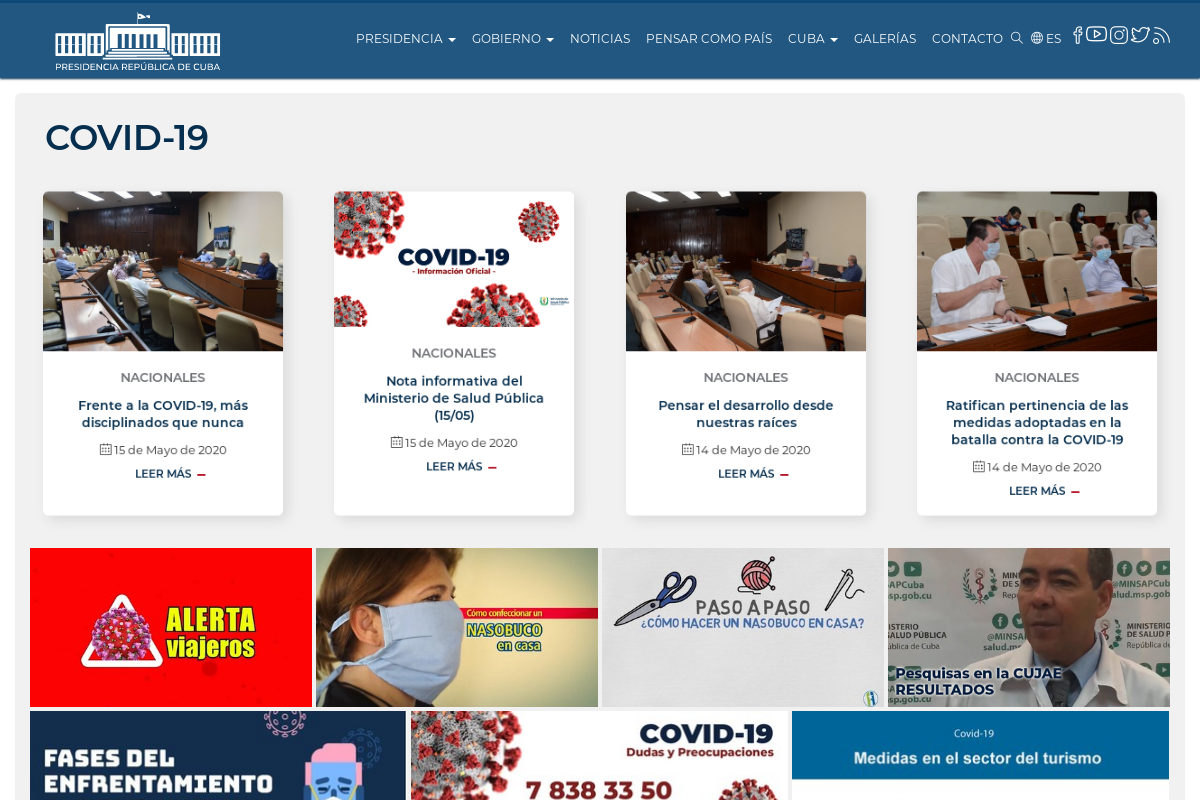 PRESIDENCIA REPÚBLICA DE CUBA
PRESIDENCIA GOBIERNO NOTICIAS PENSAR COMO PAÍS CUBA GALERÍAS CONTACTO ES
COVID-19
NACIONALES
Frente a la COVID-19, más
disciplinados que nunca
15 de Mayo de 2020
LEER MÁS
COVID-19
- Información Oficial -
NACIONALES
Nota informativa del
Ministerio de Salud Pública
(15/05)
15 de Mayo de 2020
LEER MÁS
NACIONALES
Pensar el desarrollo desde
nuestras raíces
14 de Mayo de 2020
LEER MÁS
NACIONALES
Ratifican pertinencia de las
medidas adoptadas en la
batalla contra la COVID-19
14 de Mayo de 2020
LEER MÁS
ALERTA
viajeros
Cómo confeccionar un
NASOBUCO
en casa
PASO A PASO
¿CÓMO HACER UN NASOBUCO EN CASA?
@MINSAPCub
salud.msp.gob
MINISTERIO
DE SALUD P
República de
Pesquisas en la CUJAE
RESULTADOS
FASES DEL
ENFRENTAMIENTO
COVID-19
Dudas y Preocupaciones
7 838 33 50
Covid-19
Medidas en el sector del turismo